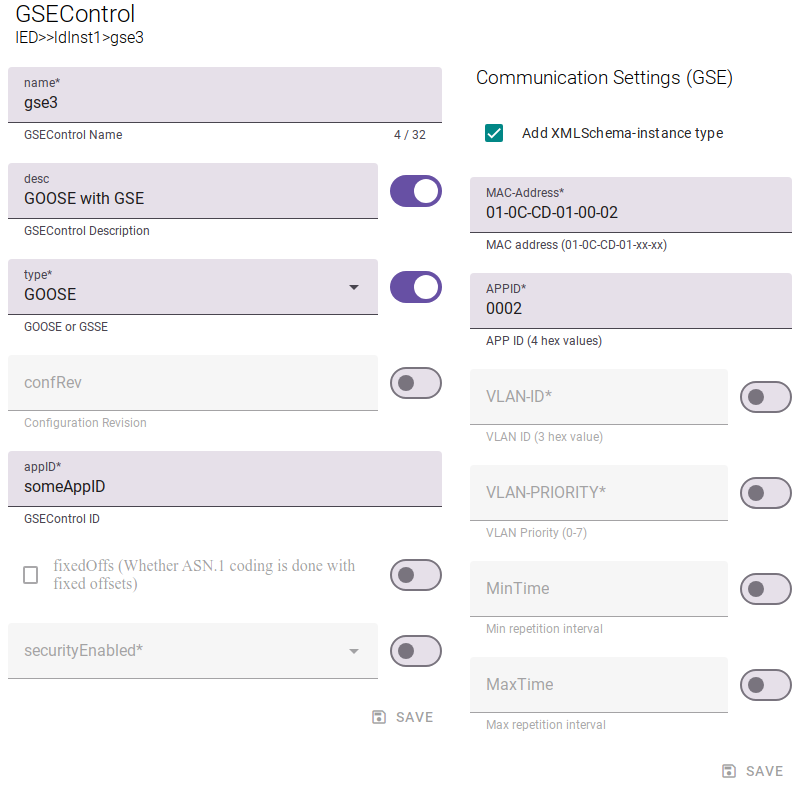 GSEControl
IED>>ldInst1>gse3
name*
gse3
GSEControl Name
4 / 32
desc
GOOSE with GSE
GSEControl Description
type*
GOOSE
GOOSE or GSSE
confRev
Configuration Revision
appID*
someAppID
GSEControl ID
fixedOffs (Whether ASN.1 coding is done with
fixed offsets)
securityEnabled*
SAVE
Communication Settings (GSE)
Add XMLSchema-instance type
MAC-Address*
01-0C-CD-01-00-02
MAC address (01-0C-CD-01-xx-xx)
APPID*
0002
APP ID (4 hex values)
VLAN-ID*
VLAN ID (3 hex value)
VLAN-PRIORITY*
VLAN Priority (0-7)
MinTime
Min repetition interval
MaxTime
Max repetition interval
SAVE